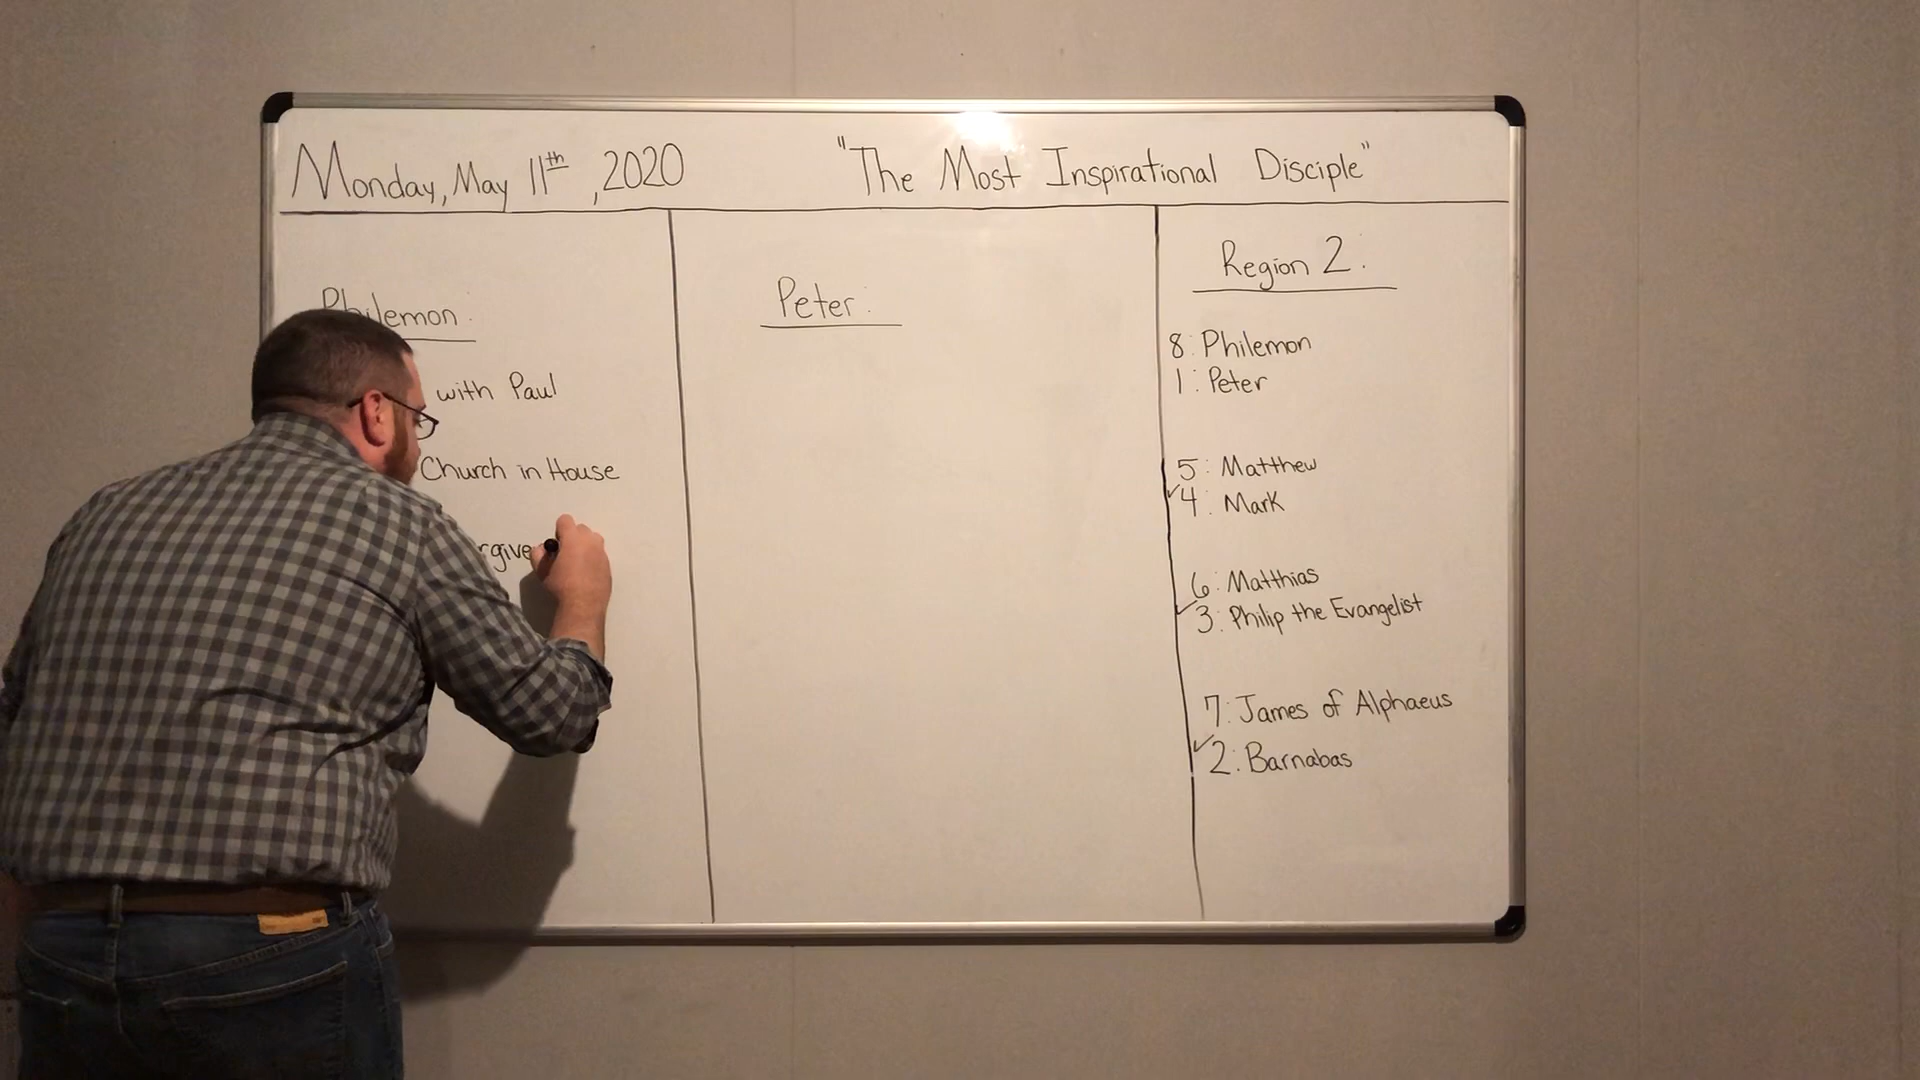 Monday, May 11th, 2020
"The Most Inspirational Disciple"
Philemon:
with Paul
Church in House
Peter:
Region 2:
8: Philemon
1: Peter
5: Matthew
✓4: Mark
6: Matthias
✓3: Philip the Evangelist
7: James of Alphaeus
✓2: Barnabas